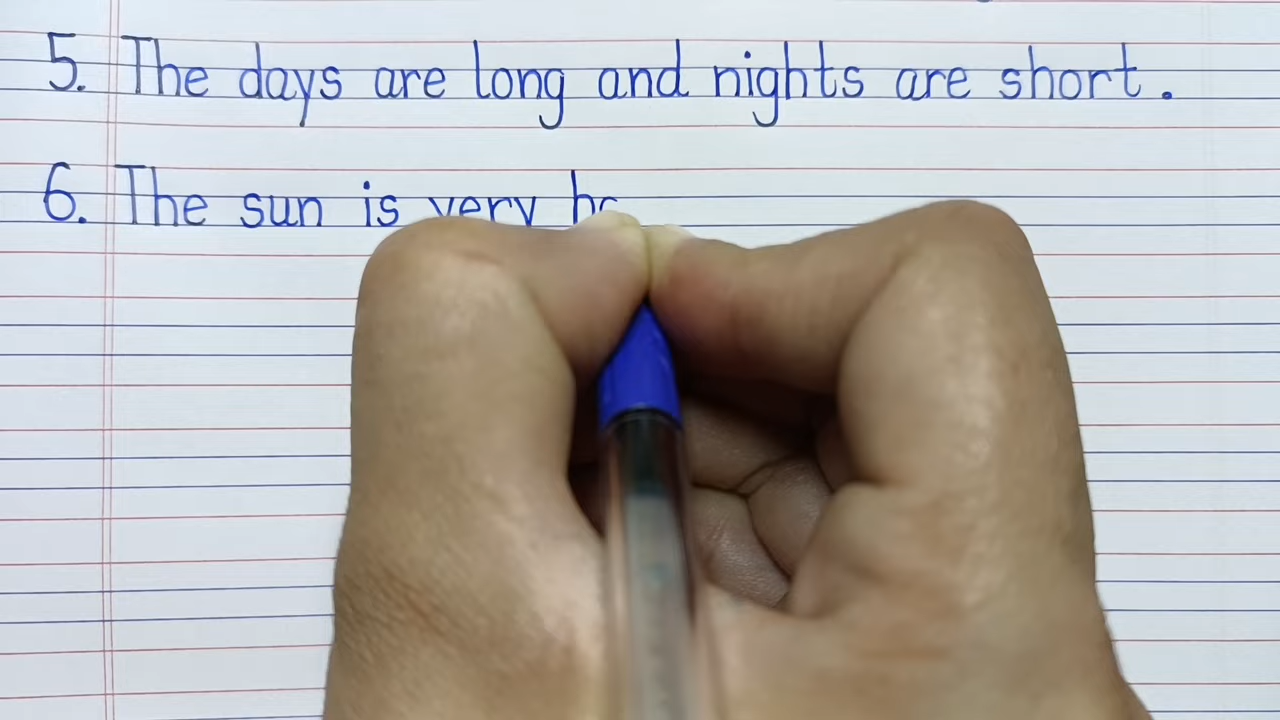 5. The days are long and nights are short.
6. The sun is very